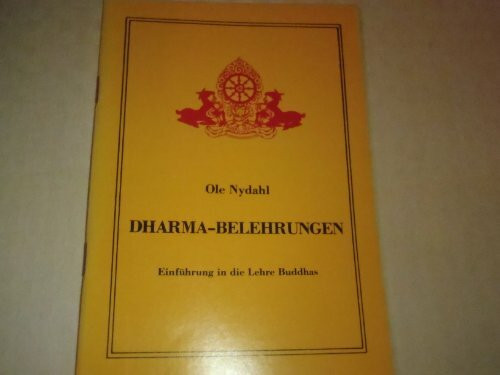 Ole Nydahl
DHARMA-BELEHRUNGEN
Einführung in die Lehre Buddhas